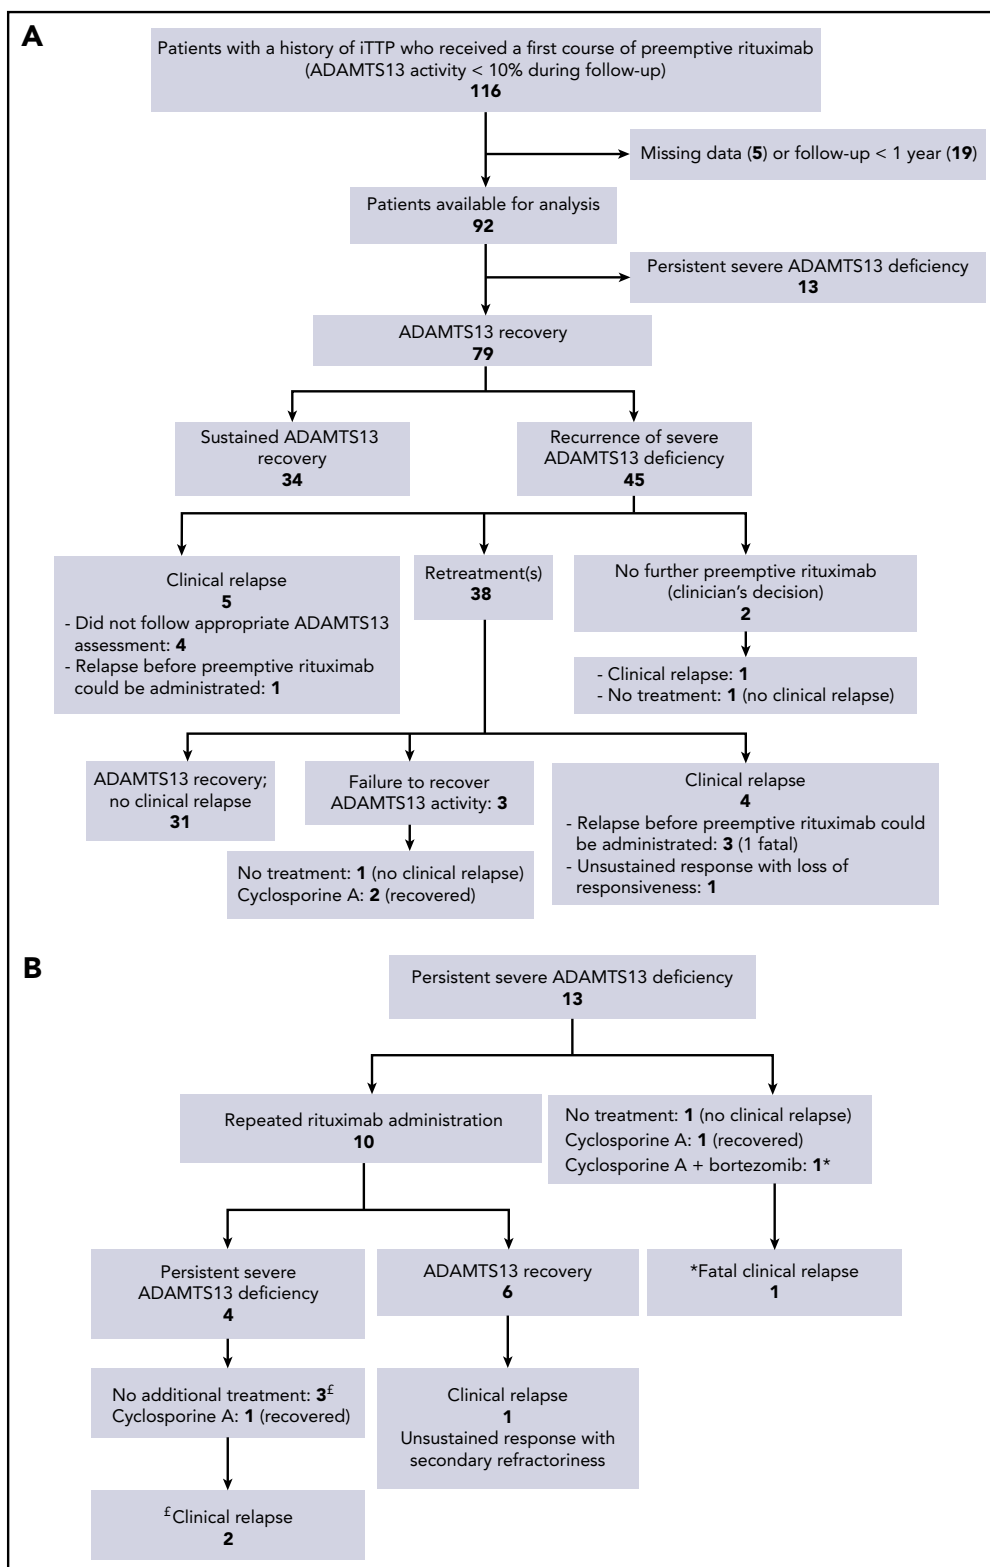 A
Patients with a history of iTTP who received a first course of preemptive rituximab
(ADAMTS13 activity < 10% during follow-up)
116
Missing data (5) or follow-up < 1 year (19)
Patients available for analysis
92
Persistent severe ADAMTS13 deficiency
13
ADAMTS13 recovery
79
Sustained ADAMTS13
recovery
34
Recurrence of severe
ADAMTS13 deficiency
45
Clinical relapse
5
- Did not follow appropriate ADAMTS13
assessment: 4
- Relapse before preemptive rituximab
could be administrated: 1
Retreatment(s)
38
No further preemptive rituximab
(clinician's decision)
2
- Clinical relapse: 1
- No treatment: 1 (no clinical relapse)
ADAMTS13 recovery;
no clinical relapse
31
Failure to recover
ADAMTS13 activity: 3
No treatment: 1 (no clinical relapse)
Cyclosporine A: 2 (recovered)
Clinical relapse
4
- Relapse before preemptive rituximab could
be administrated: 3 (1 fatal)
- Unsustained response with loss of
responsiveness: 1
B
Persistent severe ADAMTS13 deficiency
13
Repeated rituximab administration
10
No treatment: 1 (no clinical relapse)
Cyclosporine A: 1 (recovered)
Cyclosporine A + bortezomib: 1*
Persistent severe
ADAMTS13 deficiency
4
ADAMTS13 recovery
6
*Fatal clinical relapse
1
No additional treatment: 3£
Cyclosporine A: 1 (recovered)
Clinical relapse
1
Unsustained response with
secondary refractoriness
£Clinical relapse
2